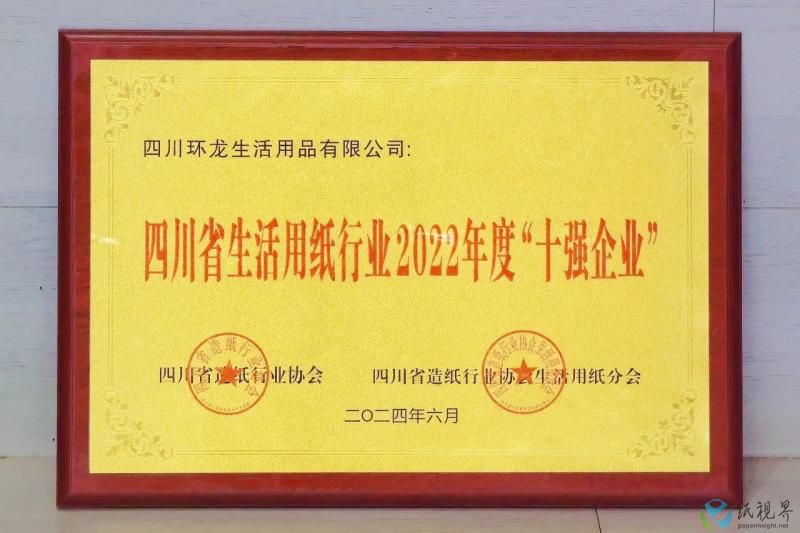 四川环龙生活用品有限公司:
四川省生活用纸行业2022年度“十强企业”
四川省造纸行业协会 四川省造纸行业协会生活用纸分会
二〇二四年六月
纸视界
paperinsight.net